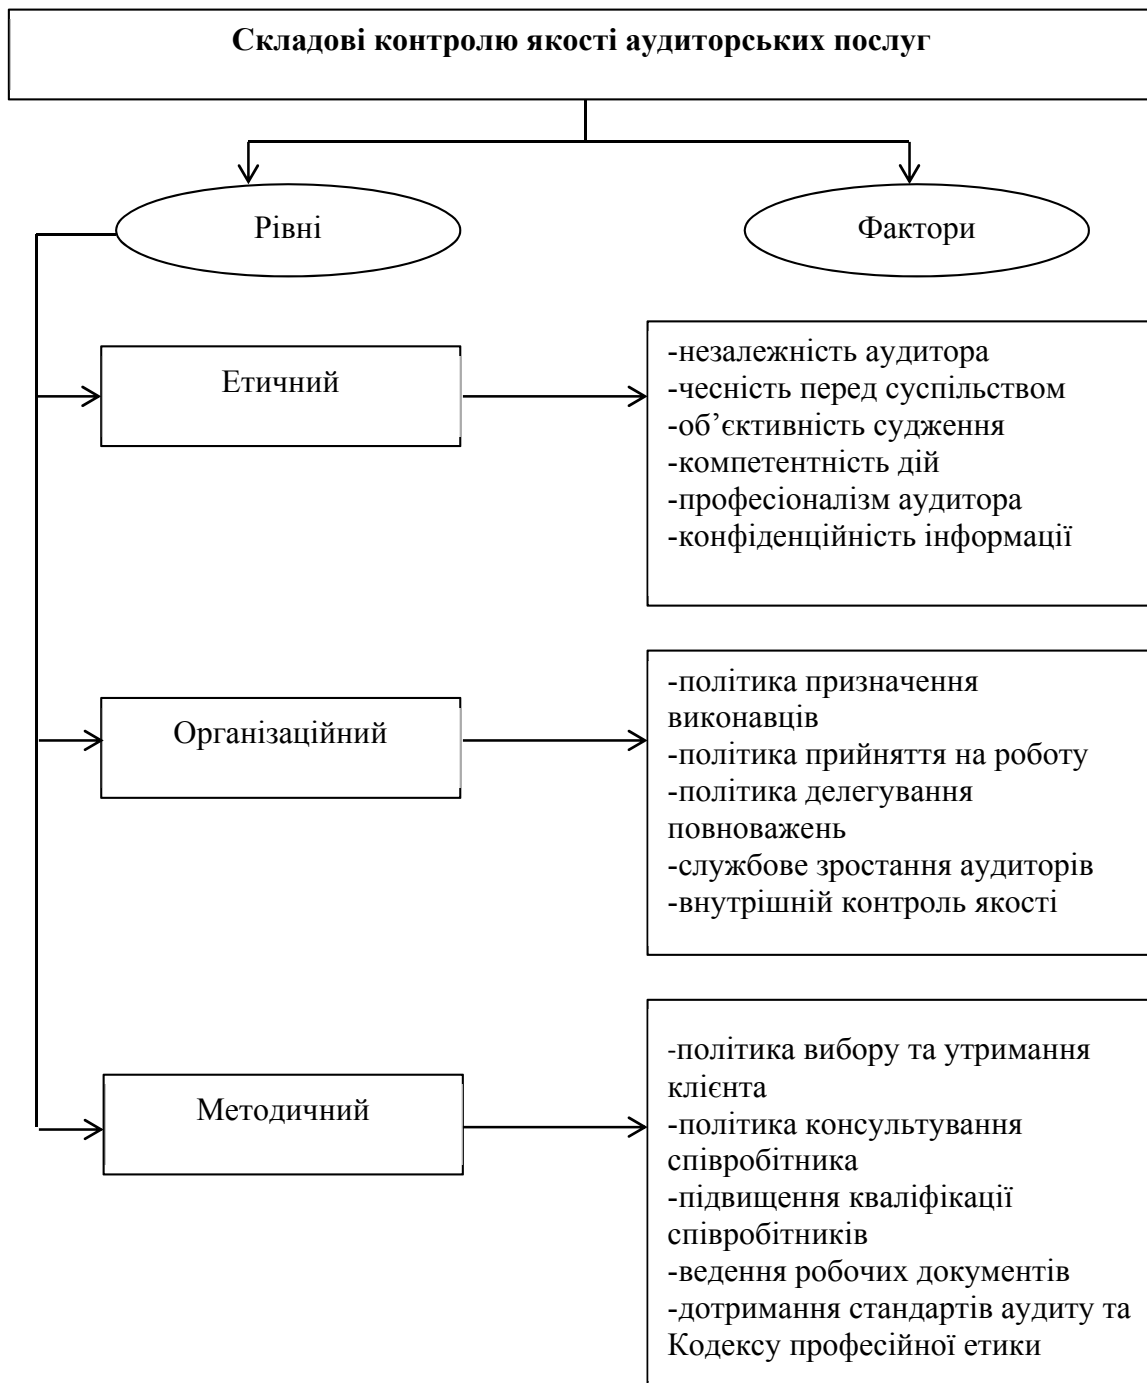 Складові контролю якості аудиторських послуг
Рівні
Фактори
Етичний
-незалежність аудитора
-чесність перед суспільством
-об’єктивність судження
-компетентність дій
-професіоналізм аудитора
-конфіденційність інформації
Організаційний
-політика призначення
виконавців
-політика прийняття на роботу
-політика делегування
повноважень
-службове зростання аудиторів
-внутрішній контроль якості
Методичний
-політика вибору та утримання
клієнта
-політика консультування
співробітника
-підвищення кваліфікації
співробітників
-ведення робочих документів
-дотримання стандартів аудиту та
Кодексу професійної етики